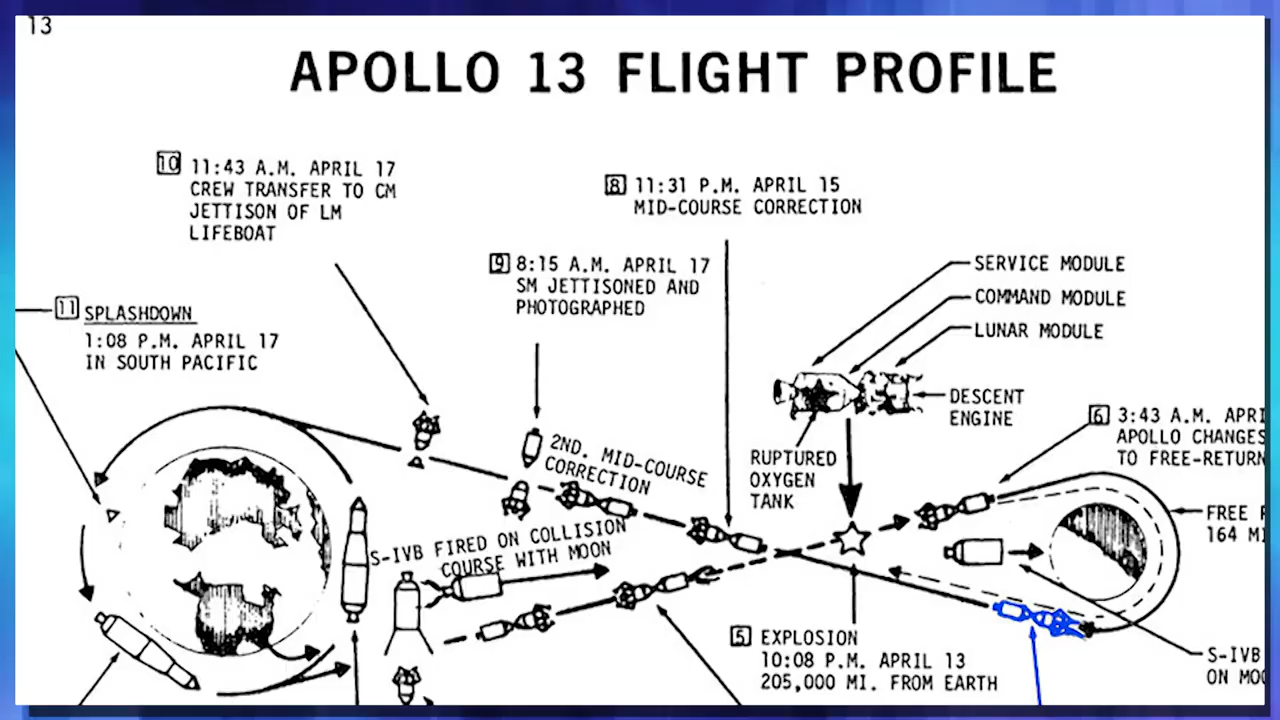 13
APOLLO 13 FLIGHT PROFILE
10 11:43 A.M. APRIL 17
CREW TRANSFER TO CM
JETTISON OF LM
LIFEBOAT
8 11:31 P.M. APRIL 15
MID-COURSE CORRECTION
9 8:15 A.M. APRIL 17
SM JETTISONED AND
PHOTOGRAPHED
SERVICE MODULE
COMMAND MODULE
LUNAR MODULE
11 SPLASHDOWN
1:08 P.M. APRIL 17
IN SOUTH PACIFIC
DESCENT
ENGINE
6 3:43 A.M. APRI
APOLLO CHANGES
TO FREE-RETURN
2ND. MID-COURSE
CORRECTION
RUPTURED
OXYGEN
TANK
FREE
164 MI
S-IVB FIRED ON COLLISION
COURSE WITH MOON
5 EXPLOSION
10:08 P.M. APRIL 13
205,000 MI. FROM EARTH
S-IVB
ON MOO